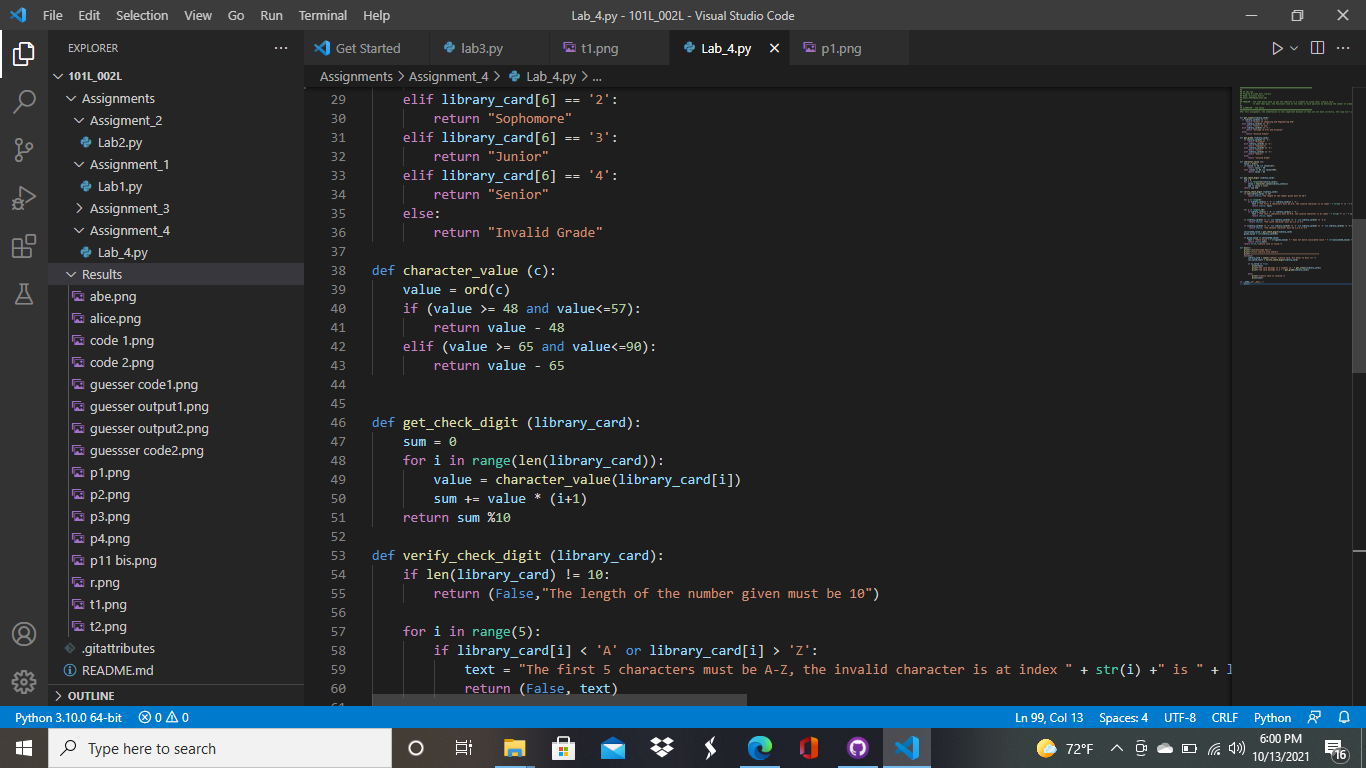 File Edit Selection View Go Run Terminal Help Lab_4.py - 101L_002L - Visual Studio Code
EXPLORER
Get Started lab3.py t1.png Lab_4.py p1.png
Assignments > Assignment_4 > Lab_4.py > ...
101L_002L
Assignments
Assigment_2
Lab2.py
Assignment_1
Lab1.py
Assignment_3
Assignment_4
Lab_4.py
Results
abe.png
alice.png
code 1.png
code 2.png
guesser code1.png
guesser output1.png
guesser output2.png
guessser code2.png
p1.png
p2.png
p3.png
p4.png
p11 bis.png
r.png
t1.png
t2.png
.gitattributes
README.md
OUTLINE
29 elif library_card[6] == '2':
30 return "Sophomore"
31 elif library_card[6] == '3':
32 return "Junior"
33 elif library_card[6] == '4':
34 return "Senior"
35 else:
36 return "Invalid Grade"
37
38 def character_value (c):
39 value = ord(c)
40 if (value >= 48 and value<=57):
41 return value - 48
42 elif (value >= 65 and value<=90):
43 return value - 65
44
45
46 def get_check_digit (library_card):
47 sum = 0
48 for i in range(len(library_card)):
49 value = character_value(library_card[i])
50 sum += value * (i+1)
51 return sum %10
52
53 def verify_check_digit (library_card):
54 if len(library_card) != 10:
55 return (False,"The length of the number given must be 10")
56
57 for i in range(5):
58 if library_card[i] < 'A' or library_card[i] > 'Z':
59 text = "The first 5 characters must be A-Z, the invalid character is at index " + str(i) +" is " + l
60 return (False, text)
Python 3.10.0 64-bit 0 0 Ln 99, Col 13 Spaces: 4 UTF-8 CRLF Python
Type here to search
72°F
6:00 PM
10/13/2021
16